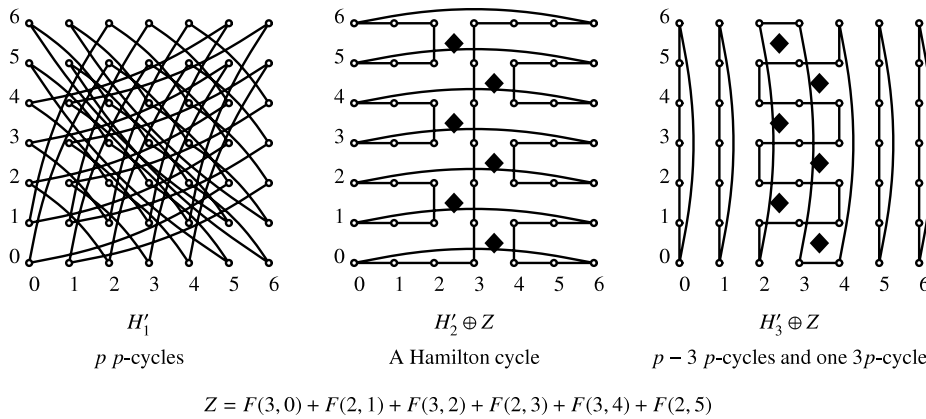 6 6 6
5 5 5
4 4 4
3 3 3
2 2 2
1 1 1
0 0 0
0 1 2 3 4 5 6 0 1 2 3 4 5 6 0 1 2 3 4 5 6
H′₁ H′₂ ⊕ Z H′₃ ⊕ Z
p p-cycles A Hamilton cycle p − 3 p-cycles and one 3p-cycle
Z = F(3, 0) + F(2, 1) + F(3, 2) + F(2, 3) + F(3, 4) + F(2, 5)